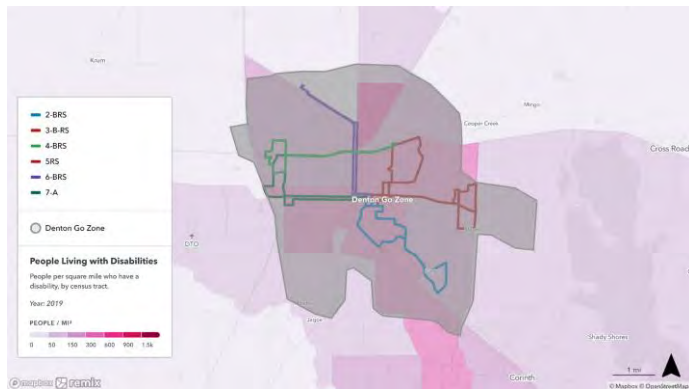 Krum
Mingo
Cooper Creek
Cross Road
2-BRS
3-B-RS
4-BRS
5RS
6-BRS
7-A
Denton Go Zone
Denton Go Zone
DTO
People Living with Disabilities
People per square mile who have a
disability, by census tract.
Year: 2019
PEOPLE / MI²
0 50 150 300 600 900 1.5k
Shady Shores
Corinth
1 mi
mapbox remix
© Mapbox © OpenStreetMap